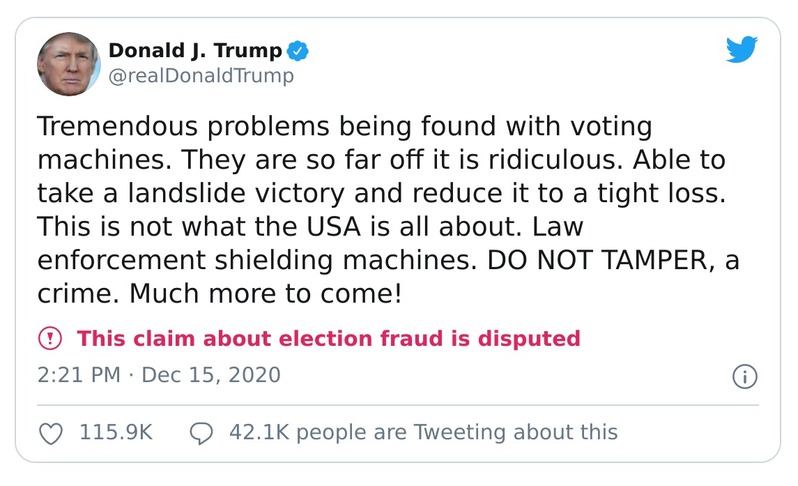 Donald J. Trump
@realDonaldTrump
Tremendous problems being found with voting
machines. They are so far off it is ridiculous. Able to
take a landslide victory and reduce it to a tight loss.
This is not what the USA is all about. Law
enforcement shielding machines. DO NOT TAMPER, a
crime. Much more to come!
This claim about election fraud is disputed
2:21 PM · Dec 15, 2020
115.9K 42.1K people are Tweeting about this